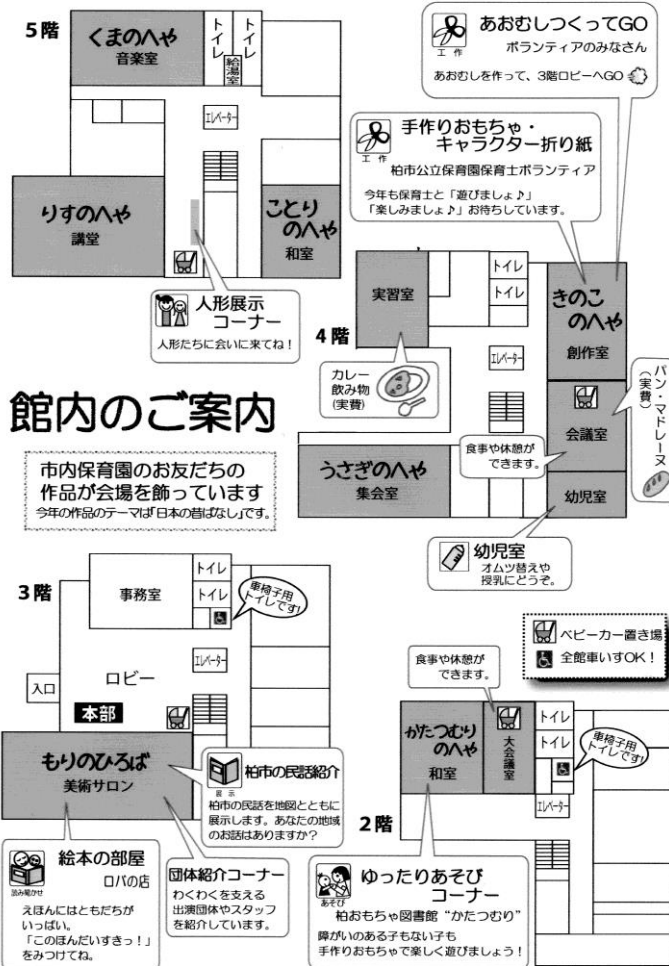 5階
くまのへや
音楽室
トイレ
トイレ
給湯室
エレベーター
りすのへや
講堂
ことり
のへや
和室
人形展示
コーナー
人形たちに会いに来てね！
あおむしつくってGO
ボランティアのみなさん
工作
あおむしを作って、3階ロビーへGO
手作りおもちゃ・
キャラクター折り紙
工作
柏市公立保育園保育士ボランティア
今年も保育士と「遊びましょ♪」
「楽しみましょ♪」お待ちしています。
4階
実習室
トイレ
トイレ
エレベーター
きのこ
のへや
創作室
カレー
飲み物
(実費)
会議室
パン・マドレーヌ
(実費)
食事や休憩が
できます。
うさぎのへや
集会室
幼児室
幼児室
オムツ替えや
授乳にどうぞ。
館内のご案内
市内保育園のお友だちの
作品が会場を飾っています
今年の作品のテーマは「日本の昔ばなし」です。
3階
事務室
トイレ
トイレ
車椅子用
トイレです!
エレベーター
ロビー
入口
本部
もりのひろば
美術サロン
柏市の民話紹介
展示
柏市の民話を地図とともに
展示します。あなたの地域
のお話はありますか？
絵本の部屋
ロバの店
読み聞かせ
えほんにはともだちが
いっぱい。
「このほんだいすきっ！」
をみつけてね。
団体紹介コーナー
わくわくを支える
出演団体やスタッフ
を紹介しています。
ベビーカー置き場
全館車いすOK！
2階
食事や休憩が
できます。
かたつむり
のへや
和室
大会議室
トイレ
トイレ
車椅子用
トイレです!
エレベーター
ゆったりあそび
コーナー
あそび
柏おもちゃ図書館“かたつむり”
障がいのある子もない子も
手作りおもちゃで楽しく遊びましょう！